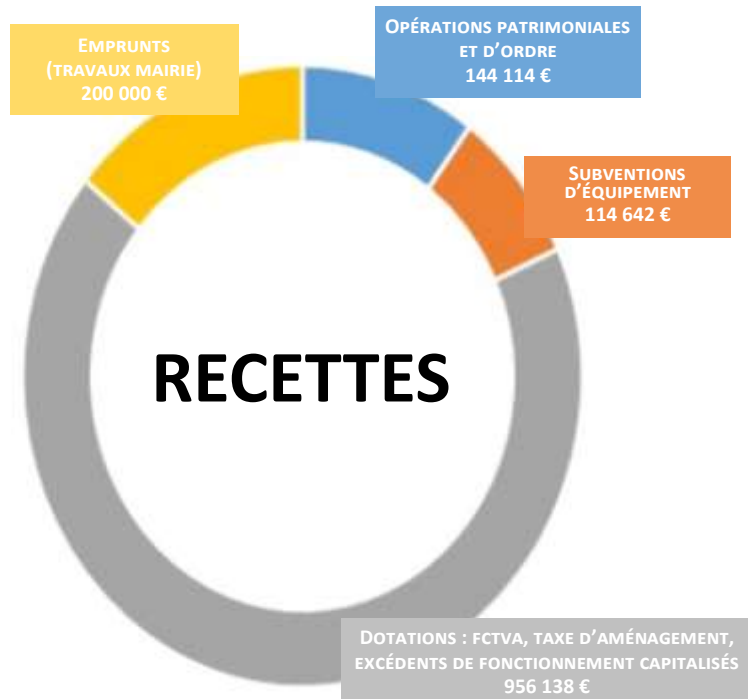 EMPRUNTS
(TRAVAUX MAIRIE)
200 000 €
OPÉRATIONS PATRIMONIALES
ET D'ORDRE
144 114 €
SUBVENTIONS
D'ÉQUIPEMENT
114 642 €
RECETTES
DOTATIONS : FCTVA, TAXE D'AMÉNAGEMENT,
EXCÉDENTS DE FONCTIONNEMENT CAPITALISÉS
956 138 €